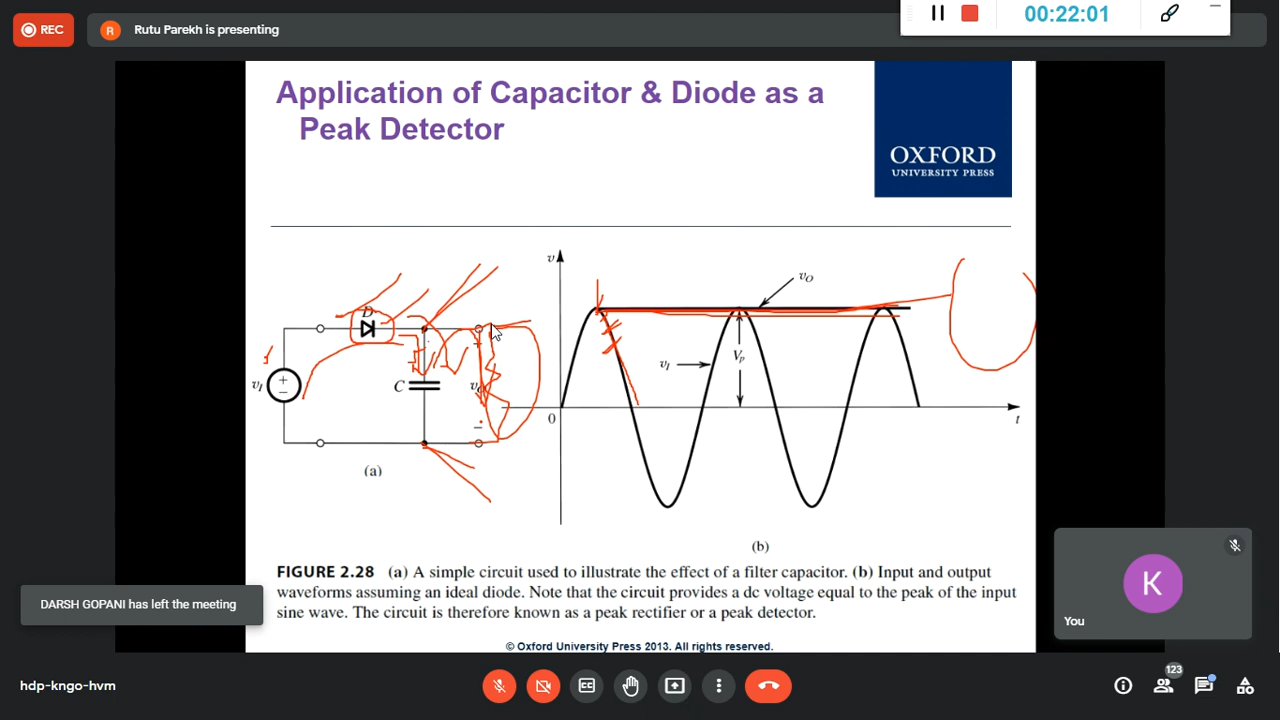 REC
R
Rutu Parekh is presenting
00:22:01
Application of Capacitor & Diode as a
Peak Detector
OXFORD
UNIVERSITY PRESS
D
vI
+
−
C
+
−
(a)
v
vO
vI
Vp
0
t
(b)
FIGURE 2.28 (a) A simple circuit used to illustrate the effect of a filter capacitor. (b) Input and output
waveforms assuming an ideal diode. Note that the circuit provides a dc voltage equal to the peak of the input
sine wave. The circuit is therefore known as a peak rectifier or a peak detector.
© Oxford University Press 2013. All rights reserved.
DARSH GOPANI has left the meeting
K
You
hdp-kngo-hvm
CC
123